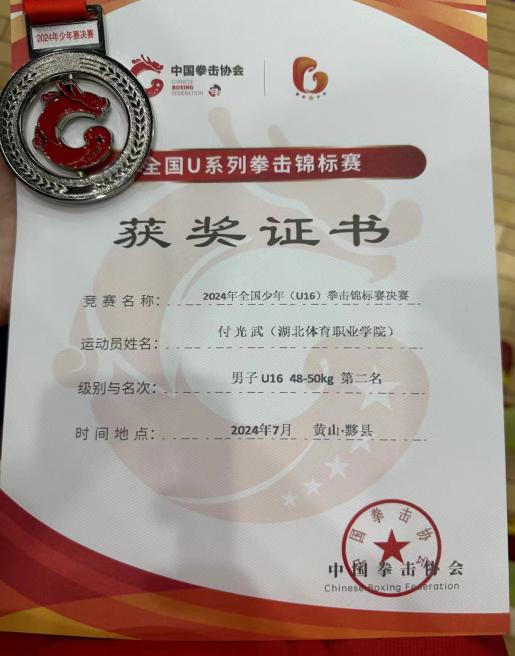 2024年少年赛决赛
中国拳击协会
CHINESE
BOXING
FEDERATION
全国U系列拳击锦标赛
获奖证书
竞赛名称： 2024年全国少年（U16）拳击锦标赛决赛
运动员姓名： 付光武（湖北体育职业学院）
级别与名次： 男子U16 48-50kg 第二名
时间地点： 2024年7月 黄山·黟县
中国拳击协会
中国拳击协会
Chinese Boxing Federation